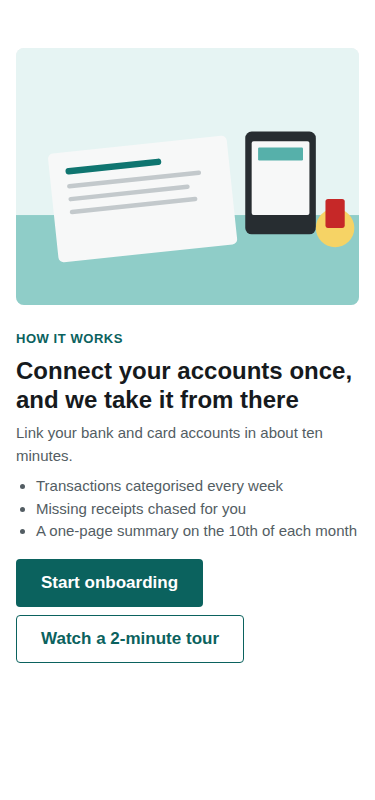 HOW IT WORKS
Connect your accounts once,
and we take it from there
Link your bank and card accounts in about ten
minutes.
Transactions categorised every week
Missing receipts chased for you
A one-page summary on the 10th of each month
Start onboarding
Watch a 2-minute tour